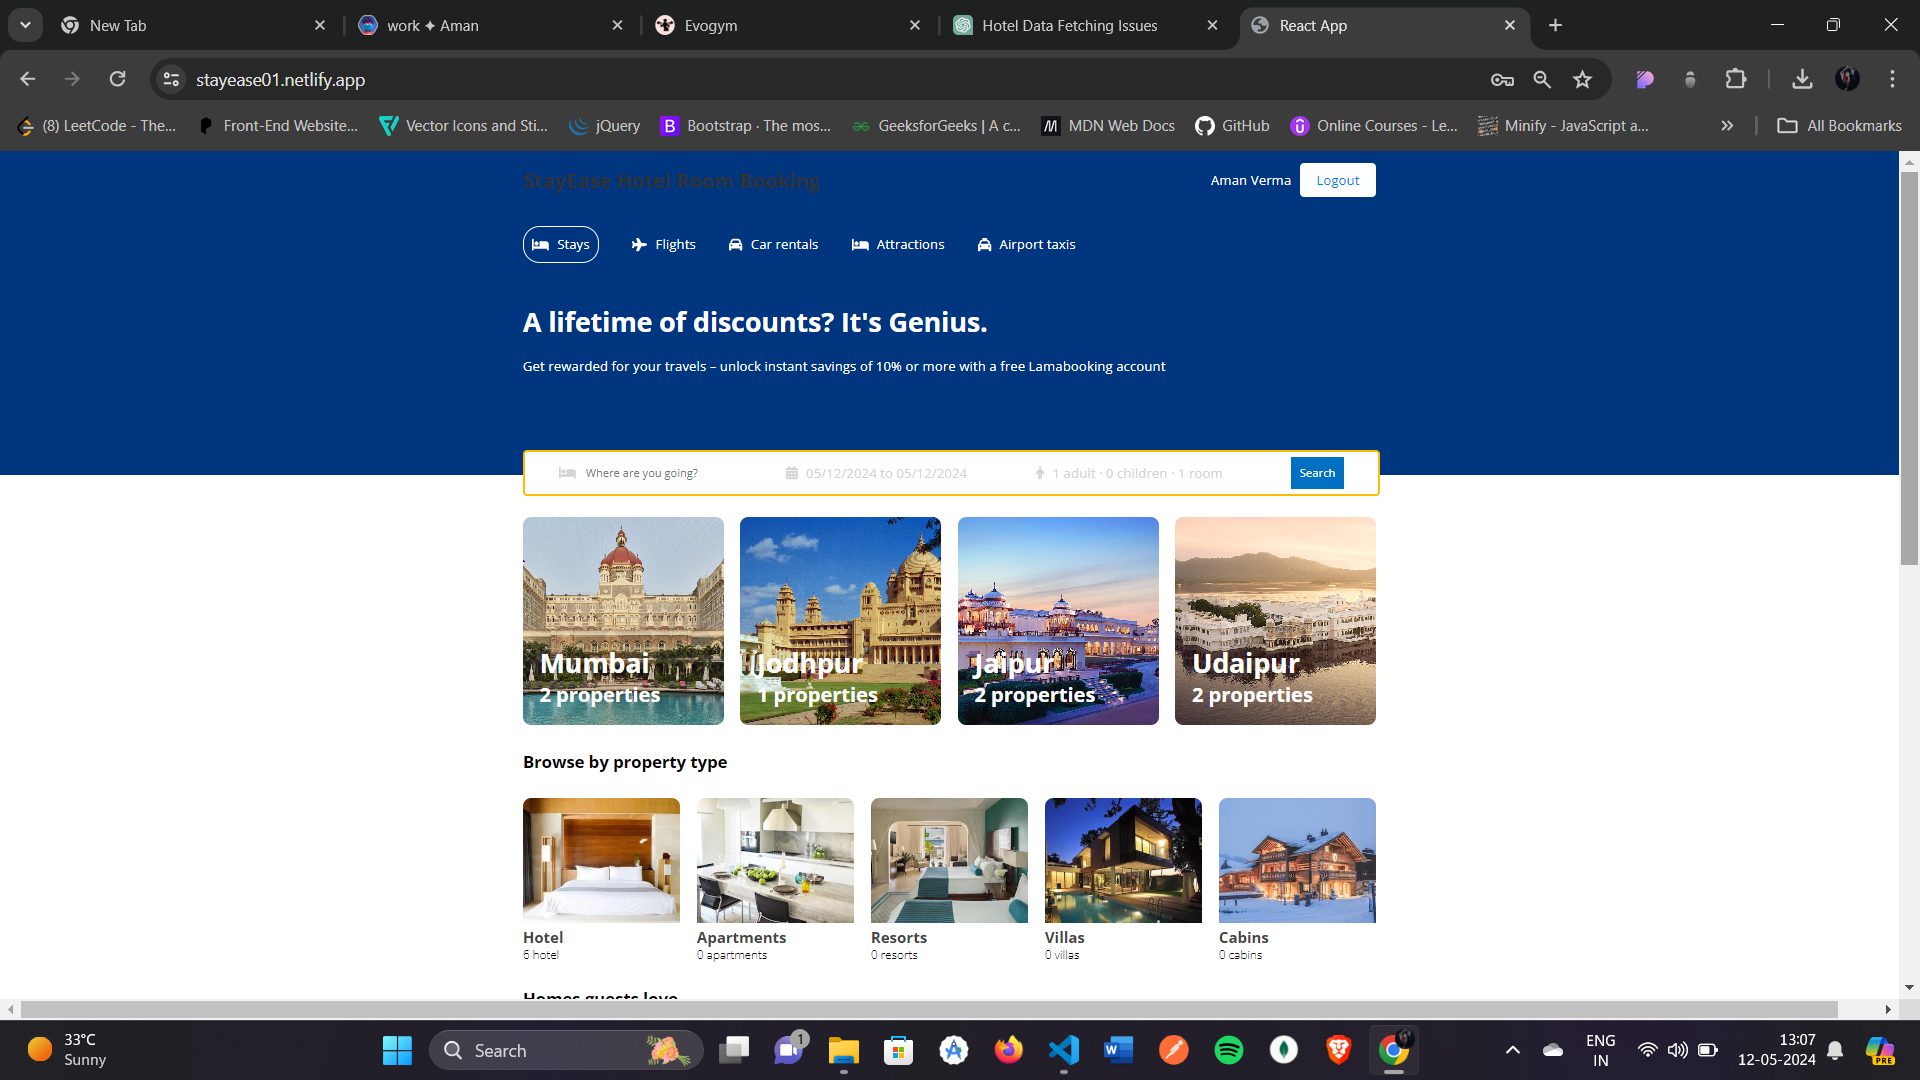 New Tab
work ✦ Aman
Evogym
Hotel Data Fetching Issues
React App
stayease01.netlify.app
(8) LeetCode - The...
Front-End Website...
Vector Icons and Sti...
jQuery
Bootstrap · The mos...
GeeksforGeeks | A c...
MDN Web Docs
GitHub
Online Courses - Le...
Minify - JavaScript a...
All Bookmarks
StayEase Hotel Room Booking
Aman Verma
Logout
Stays
Flights
Car rentals
Attractions
Airport taxis
A lifetime of discounts? It's Genius.
Get rewarded for your travels – unlock instant savings of 10% or more with a free Lamabooking account
Where are you going?
05/12/2024 to 05/12/2024
1 adult · 0 children · 1 room
Search
Mumbai
2 properties
Jodhpur
1 properties
Jaipur
2 properties
Udaipur
2 properties
Browse by property type
Hotel
6 hotel
Apartments
0 apartments
Resorts
0 resorts
Villas
0 villas
Cabins
0 cabins
Homes guests love
33°C
Sunny
Search
1
ENG
IN
13:07
12-05-2024
PRE